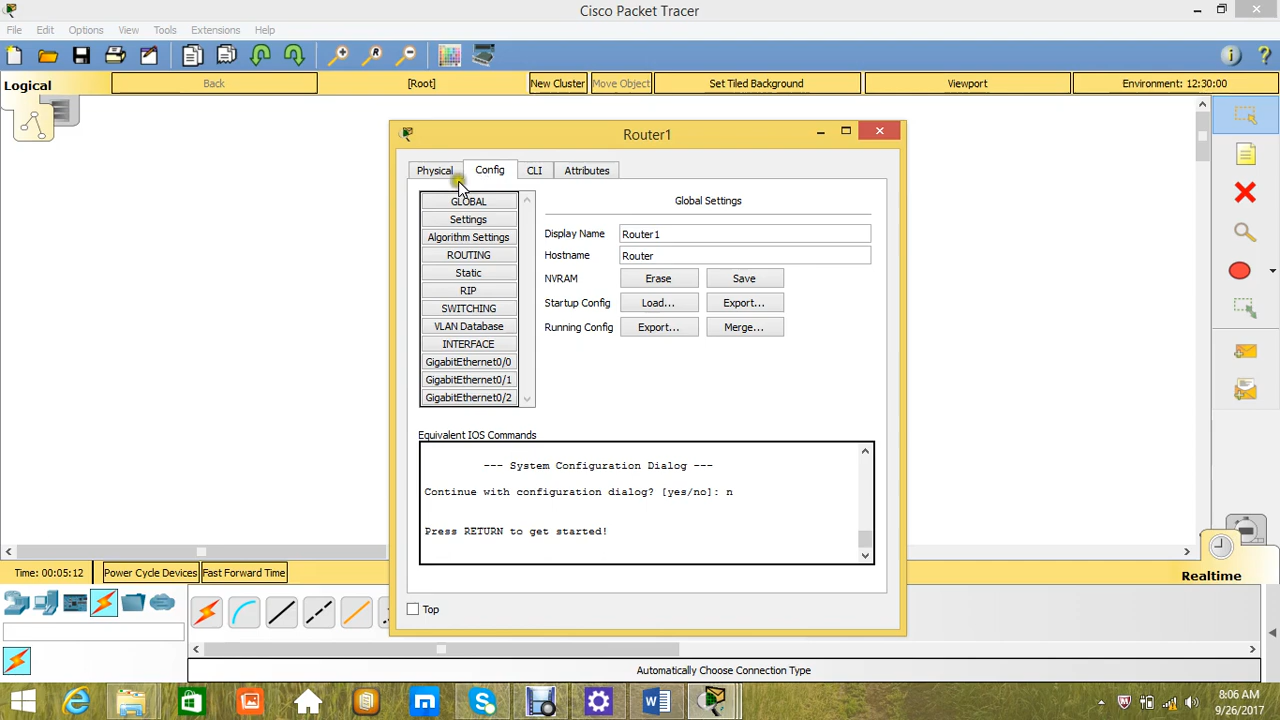 Cisco Packet Tracer
File Edit Options View Tools Extensions Help
Logical Back [Root] New Cluster Move Object Set Tiled Background Viewport Environment: 12:30:00
Router1
Physical Config CLI Attributes
GLOBAL
Settings
Algorithm Settings
ROUTING
Static
RIP
SWITCHING
VLAN Database
INTERFACE
GigabitEthernet0/0
GigabitEthernet0/1
GigabitEthernet0/2
Global Settings
Display Name Router1
Hostname Router
NVRAM Erase Save
Startup Config Load... Export...
Running Config Export... Merge...
Equivalent IOS Commands
--- System Configuration Dialog ---
Continue with configuration dialog? [yes/no]: n
Press RETURN to get started!
Top
Time: 00:05:12 Power Cycle Devices Fast Forward Time
Realtime
Automatically Choose Connection Type
8:06 AM
9/26/2017